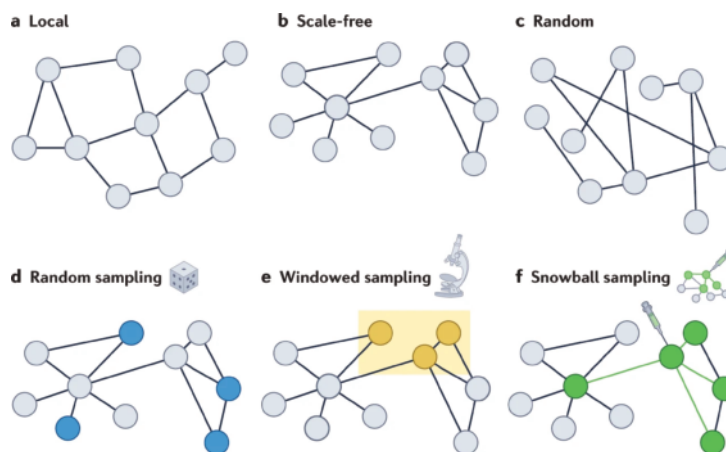 a Local
b Scale-free
c Random
d Random sampling
e Windowed sampling
f Snowball sampling